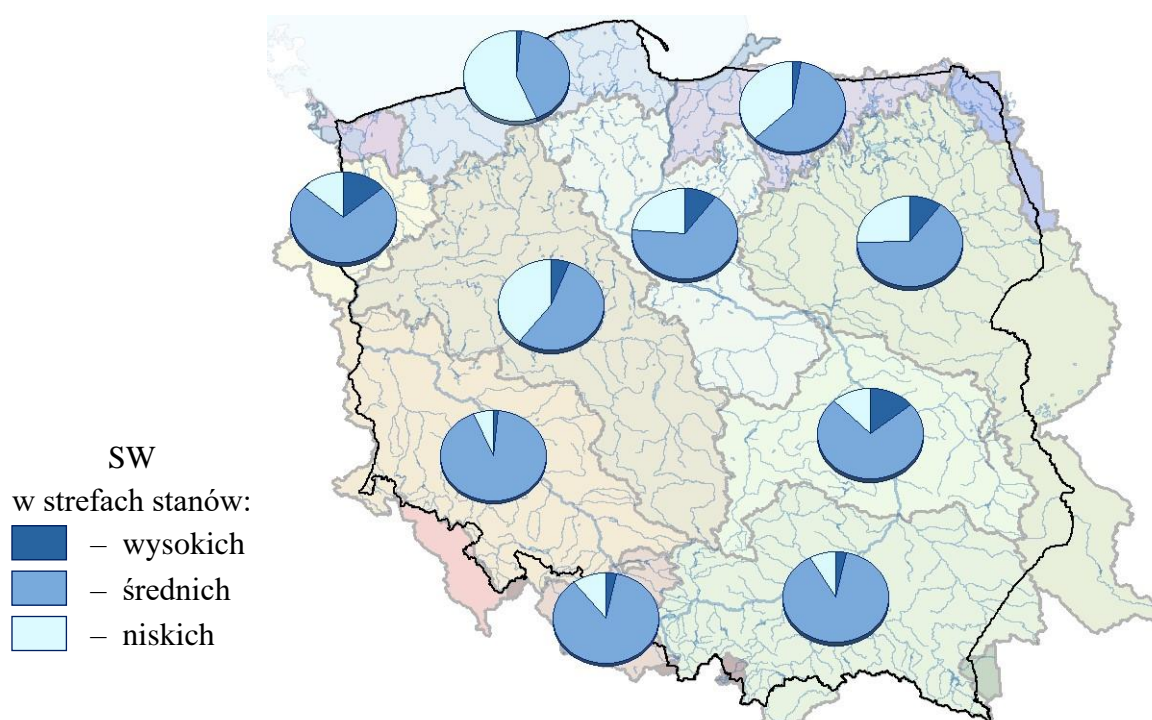 SW
w strefach stanów:
– wysokich
– średnich
– niskich